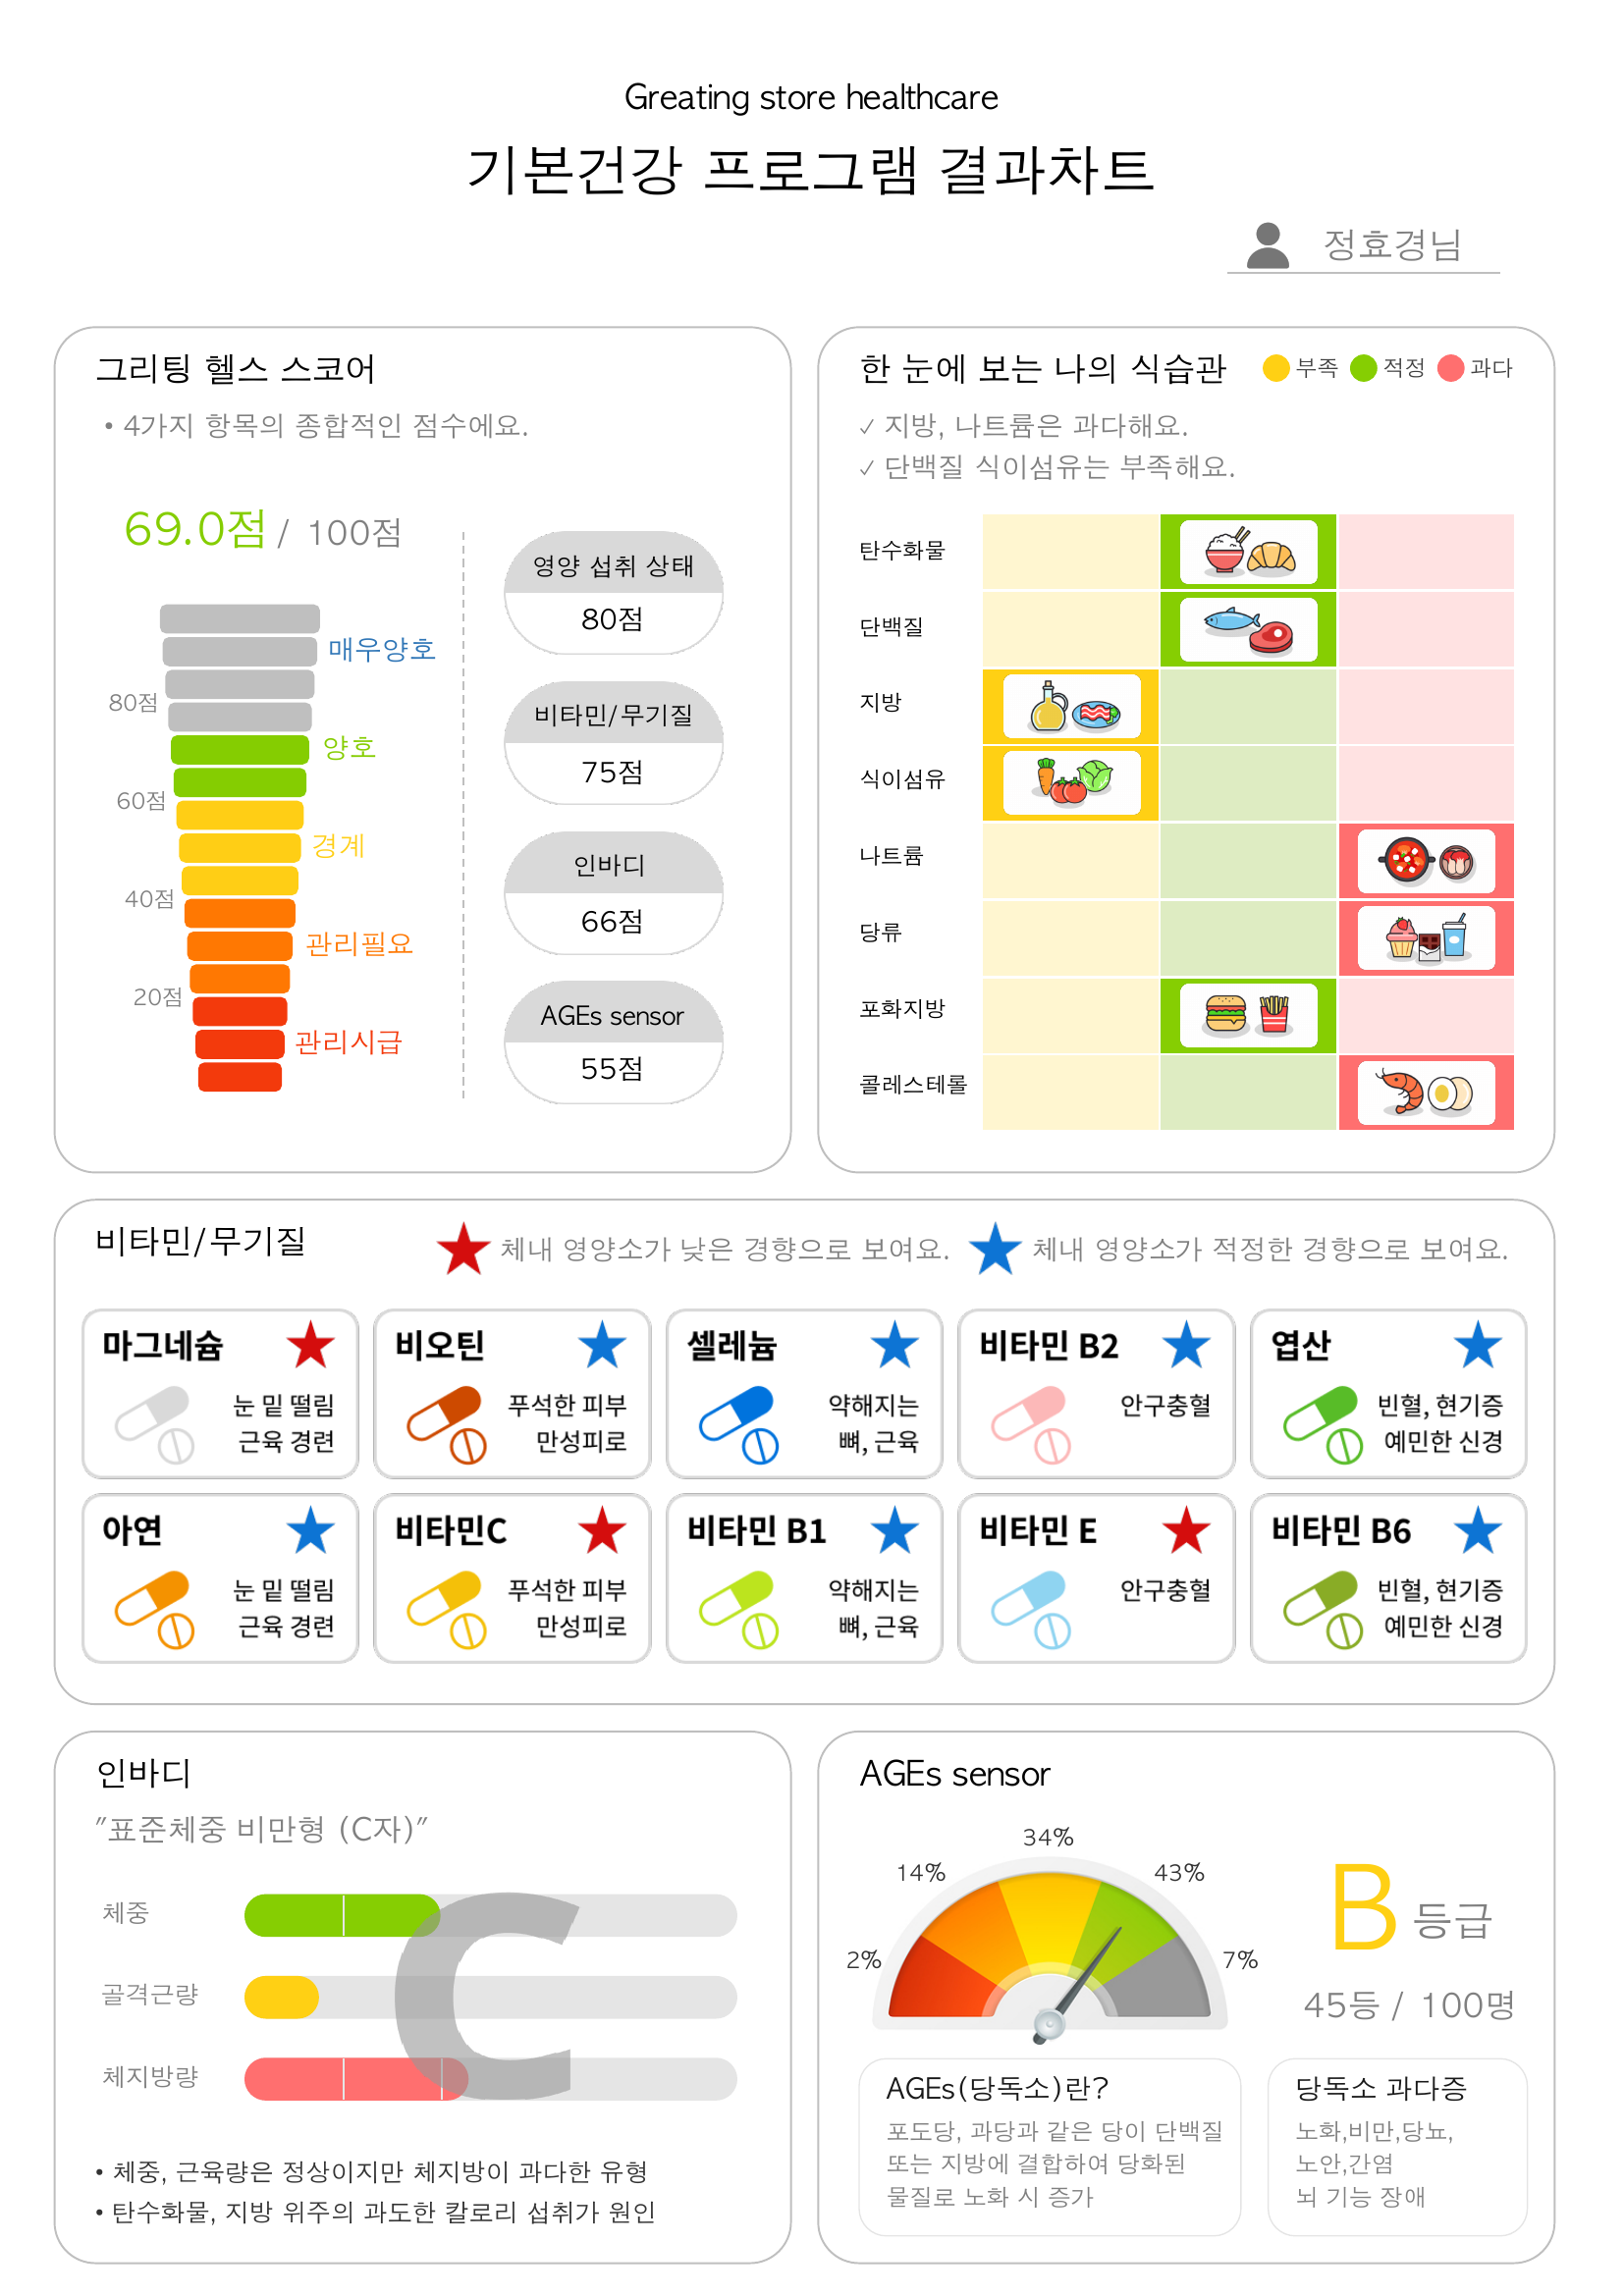 Greating store healthcare
기본건강 프로그램 결과차트
정효경님
그리팅 헬스 스코어
• 4가지 항목의 종합적인 점수에요.
69.0점 / 100점
매우양호
80점
양호
60점
경계
40점
관리필요
20점
관리시급
영양 섭취 상태
80점
비타민/무기질
75점
인바디
66점
AGEs sensor
55점
한 눈에 보는 나의 식습관
부족 적정 과다
✓ 지방, 나트륨은 과다해요.
✓ 단백질 식이섬유는 부족해요.
탄수화물
단백질
지방
식이섬유
나트륨
당류
포화지방
콜레스테롤
비타민/무기질
체내 영양소가 낮은 경향으로 보여요.
체내 영양소가 적정한 경향으로 보여요.
마그네슘
눈 밑 떨림
근육 경련
비오틴
푸석한 피부
만성피로
셀레늄
약해지는
뼈, 근육
비타민 B2
안구충혈
엽산
빈혈, 현기증
예민한 신경
아연
눈 밑 떨림
근육 경련
비타민C
푸석한 피부
만성피로
비타민 B1
약해지는
뼈, 근육
비타민 E
안구충혈
비타민 B6
빈혈, 현기증
예민한 신경
인바디
"표준체중 비만형 (C자)"
체중
골격근량
체지방량
C
• 체중, 근육량은 정상이지만 체지방이 과다한 유형
• 탄수화물, 지방 위주의 과도한 칼로리 섭취가 원인
AGEs sensor
2%
14%
34%
43%
7%
B 등급
45등 / 100명
AGEs(당독소)란?
포도당, 과당과 같은 당이 단백질
또는 지방에 결합하여 당화된
물질로 노화 시 증가
당독소 과다증
노화,비만,당뇨,
노안,간염
뇌 기능 장애